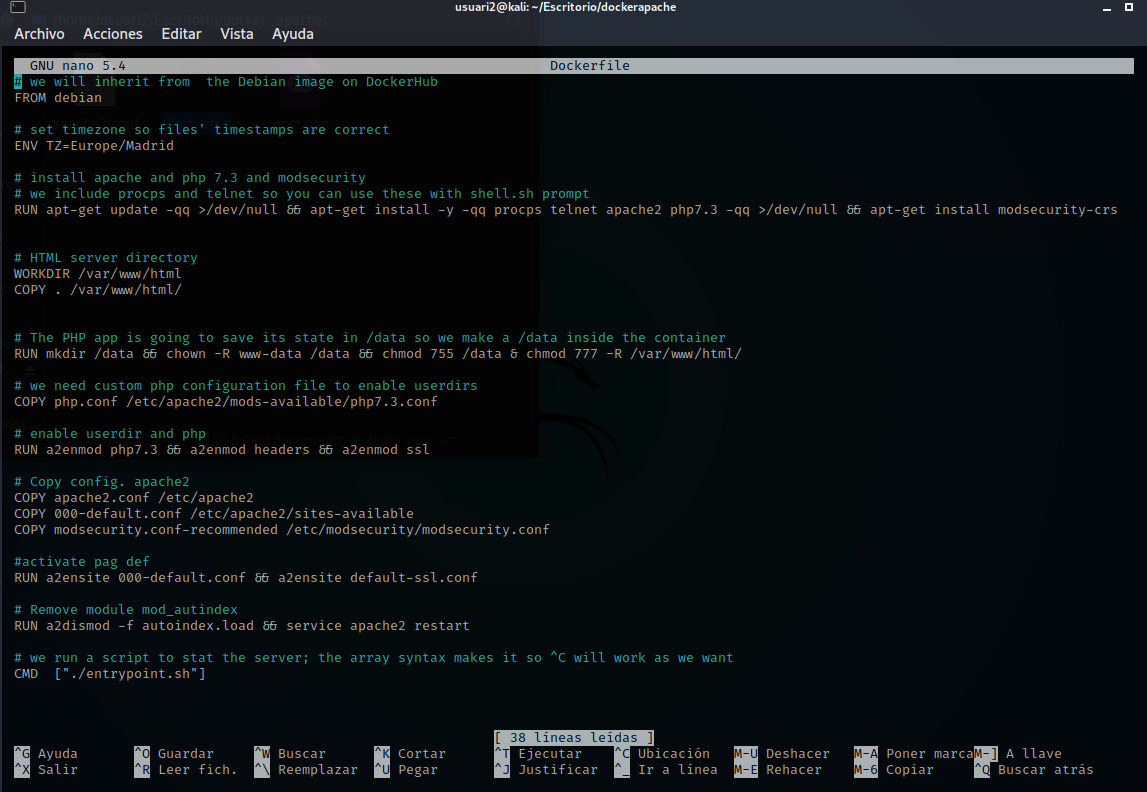 usuari2@kali: ~/Escritorio/dockerapache
Archivo Acciones Editar Vista Ayuda
GNU nano 5.4 Dockerfile
# we will inherit from  the Debian image on DockerHub
FROM debian
# set timezone so files' timestamps are correct
ENV TZ=Europe/Madrid
# install apache and php 7.3 and modsecurity
# we include procps and telnet so you can use these with shell.sh prompt
RUN apt-get update -qq >/dev/null && apt-get install -y -qq procps telnet apache2 php7.3 -qq >/dev/null && apt-get install modsecurity-crs
# HTML server directory
WORKDIR /var/www/html
COPY . /var/www/html/
# The PHP app is going to save its state in /data so we make a /data inside the container
RUN mkdir /data && chown -R www-data /data && chmod 755 /data & chmod 777 -R /var/www/html/
# we need custom php configuration file to enable userdirs
COPY php.conf /etc/apache2/mods-available/php7.3.conf
# enable userdir and php
RUN a2enmod php7.3 && a2enmod headers && a2enmod ssl
# Copy config. apache2
COPY apache2.conf /etc/apache2
COPY 000-default.conf /etc/apache2/sites-available
COPY modsecurity.conf-recommended /etc/modsecurity/modsecurity.conf
#activate pag def
RUN a2ensite 000-default.conf && a2ensite default-ssl.conf
# Remove module mod_autindex
RUN a2dismod -f autoindex.load && service apache2 restart
# we run a script to stat the server; the array syntax makes it so ^C will work as we want
CMD  ["./entrypoint.sh"]
[ 38 líneas leídas ]
^G Ayuda ^O Guardar ^W Buscar ^K Cortar ^T Ejecutar ^C Ubicación M-U Deshacer M-A Poner marca M-] A llave
^X Salir ^R Leer fich. ^\ Reemplazar ^U Pegar ^J Justificar ^_ Ir a línea M-E Rehacer M-6 Copiar ^Q Buscar atrás